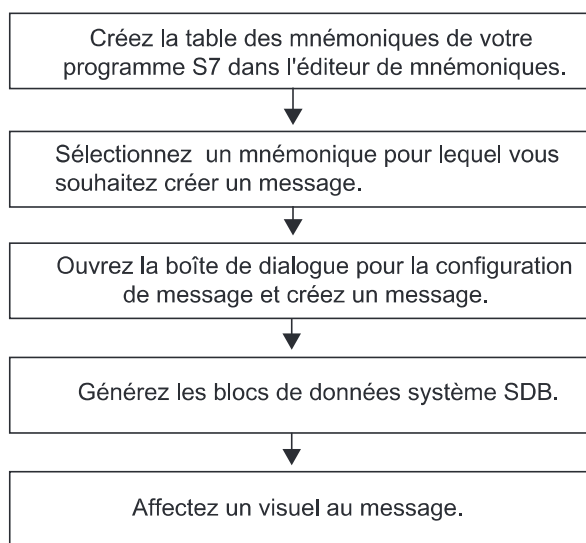 Créez la table des mnémoniques de votre
programme S7 dans l'éditeur de mnémoniques.
Sélectionnez un mnémonique pour lequel vous
souhaitez créer un message.
Ouvrez la boîte de dialogue pour la configuration
de message et créez un message.
Générez les blocs de données système SDB.
Affectez un visuel au message.